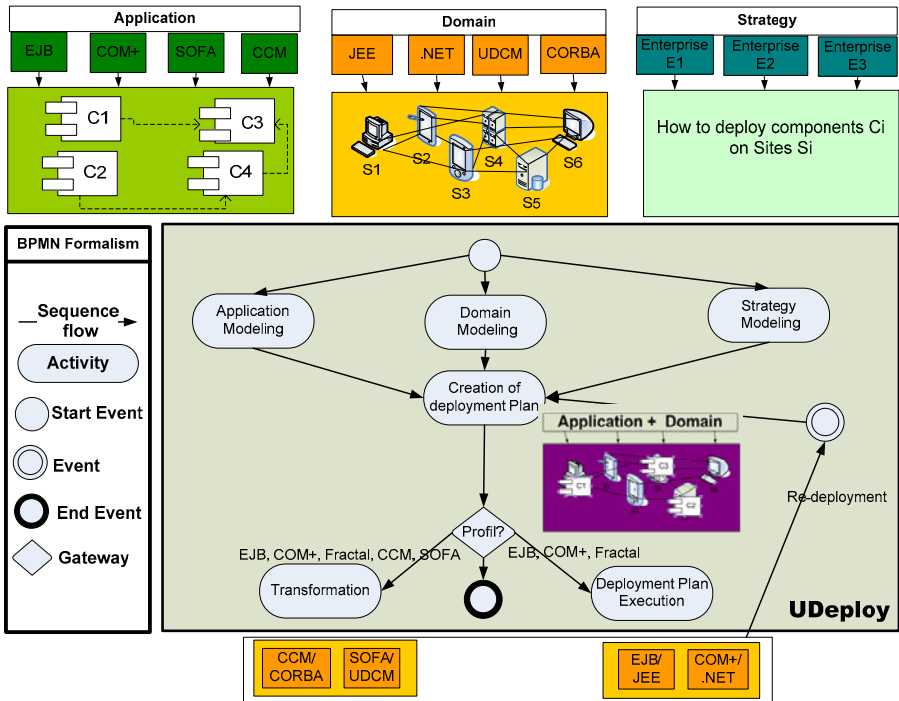 Application
EJB
COM+
SOFA
CCM
C1
C3
C2
C4
Domain
JEE
.NET
UDCM
CORBA
S1
S2
S3
S4
S5
S6
Strategy
Enterprise
E1
Enterprise
E2
Enterprise
E3
How to deploy components Ci
on Sites Si
BPMN Formalism
Sequence
flow
Activity
Start Event
Event
End Event
Gateway
Application
Modeling
Domain
Modeling
Strategy
Modeling
Creation of
deployment Plan
Application + Domain
C1
C3
C2
Re-deployment
Profil?
EJB, COM+, Fractal, CCM, SOFA
EJB, COM+, Fractal
Transformation
Deployment Plan
Execution
UDeploy
CCM/
CORBA
SOFA/
UDCM
EJB/
JEE
COM+/
.NET